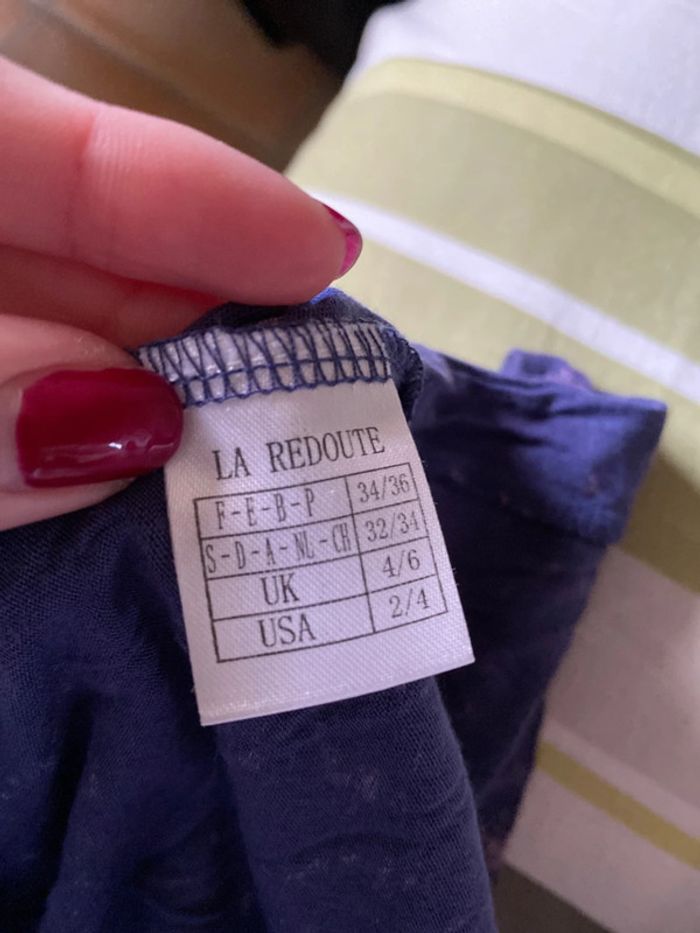 LA REDOUTE
F-E-B-P 34/36
S-D-A-NL-CH 32/34
UK 4/6
USA 2/4